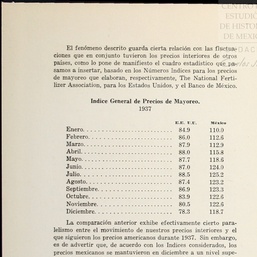 El fenómeno descrito guarda cierta relación con las fluctua-
ciones que en conjunto tuvieron los precios interiores de otros
países, como lo pone de manifiesto el cuadro estadístico que pa-
samos a insertar, basado en los Números Indices para los precios
de mayoreo que elaboran, respectivamente, The National Ferti-
lizer Association, para los Estados Unidos, y el Banco de México.
Indice General de Precios de Mayoreo.
1937
E.U. U.U. México
Enero. 84.9 110.0
Febrero. 86.0 112.6
Marzo. 87.9 112.9
Abril. 88.0 115.8
Mayo. 87.7 118.6
Junio. 87.0 124.0
Julio. 88.5 125.2
Agosto. 87.4 123.2
Septiembre. 86.9 123.3
Octubre. 83.9 122.6
Noviembre. 80.5 122.6
Diciembre. 78.3 118.7
La comparación anterior exhibe efectivamente cierto para-
lelismo entre el movimiento de nuestros precios interiores y el
que siguieron los precios americanos durante 1937. Sin embargo,
es de advertir que, de acuerdo con los Indices considerados, los
precios mexicanos se mantuvieron en diciembre a un nivel supe-